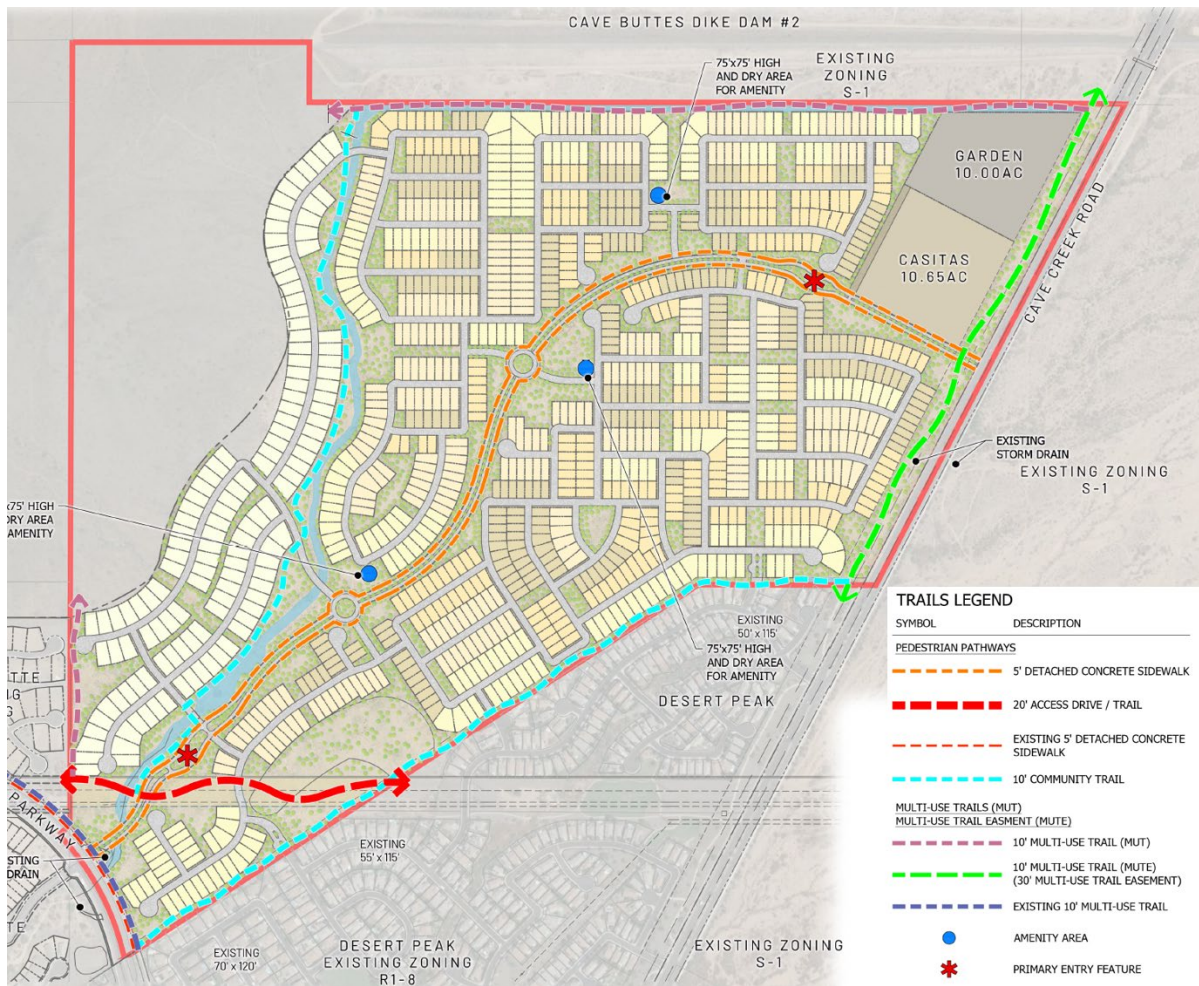 CAVE BUTTES DIKE DAM #2
75'x75' HIGH
AND DRY AREA
FOR AMENITY
EXISTING
ZONING
S-1
GARDEN
10.00AC
CASITAS
10.65AC
CAVE CREEK ROAD
EXISTING
STORM DRAIN
EXISTING ZONING
S-1
x75' HIGH
DRY AREA
AMENITY
EXISTING
50' x 115'
75'x75' HIGH
AND DRY AREA
FOR AMENITY
DESERT PEAK
TTE
G
PARKWAY
STING
DRAIN
TE
EXISTING
55' x 115'
EXISTING
70' x 120'
DESERT PEAK
EXISTING ZONING
R1-8
EXISTING ZONING
S-1
TRAILS LEGEND
SYMBOL DESCRIPTION
PEDESTRIAN PATHWAYS
5' DETACHED CONCRETE SIDEWALK
20' ACCESS DRIVE / TRAIL
EXISTING 5' DETACHED CONCRETE
SIDEWALK
10' COMMUNITY TRAIL
MULTI-USE TRAILS (MUT)
MULTI-USE TRAIL EASMENT (MUTE)
10' MULTI-USE TRAIL (MUT)
10' MULTI-USE TRAIL (MUTE)
(30' MULTI-USE TRAIL EASEMENT)
EXISTING 10' MULTI-USE TRAIL
AMENITY AREA
PRIMARY ENTRY FEATURE